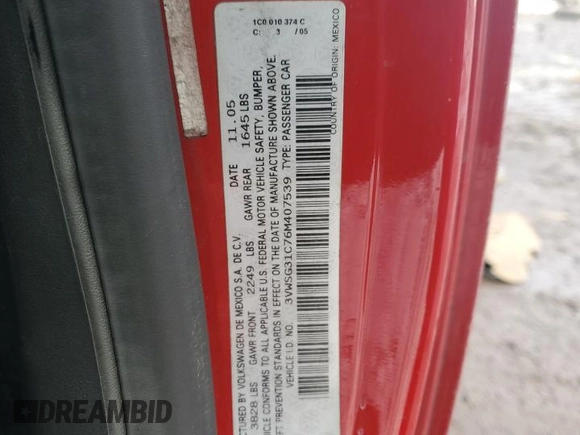 1C0 010 374 C
3 /05
CTURED BY VOLKSWAGEN DE MEXICO S.A. DE C.V. DATE 11.05
3828 LBS GAWR FRONT 2249 LBS GAWR REAR 1645 LBS
VEHICLE CONFORMS TO ALL APPLICABLE U.S. FEDERAL MOTOR VEHICLE SAFETY, BUMPER,
FT PREVENTION STANDARDS IN EFFECT ON THE DATE OF MANUFACTURE SHOWN ABOVE.
VEHICLE I.D. NO. 3VWSG31C76M407539 TYPE: PASSENGER CAR
COUNTRY OF ORIGIN: MEXICO
DREAMBID